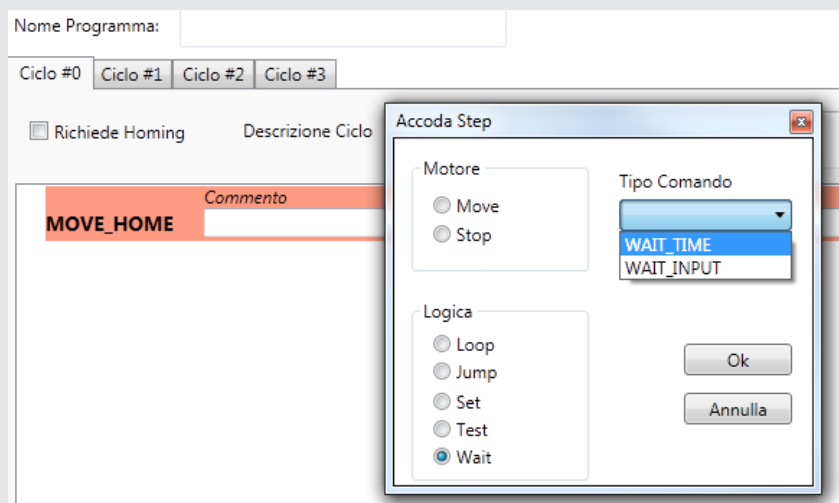 Nome Programma:
Ciclo #0 Ciclo #1 Ciclo #2 Ciclo #3
Richiede Homing Descrizione Ciclo
Commento
MOVE_HOME
Accoda Step
Motore
Move
Stop
Tipo Comando
WAIT_TIME
WAIT_INPUT
Logica
Loop
Jump
Set
Test
Wait
Ok
Annulla